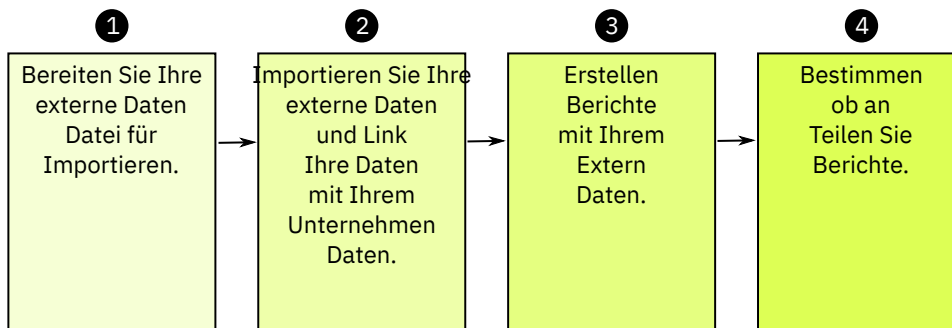 1
Bereiten Sie Ihre
externe Daten
Datei für
Importieren.
2
Importieren Sie Ihre
externe Daten
und Link
Ihre Daten
mit Ihrem
Unternehmen
Daten.
3
Erstellen
Berichte
mit Ihrem
Extern
Daten.
4
Bestimmen
ob an
Teilen Sie
Berichte.